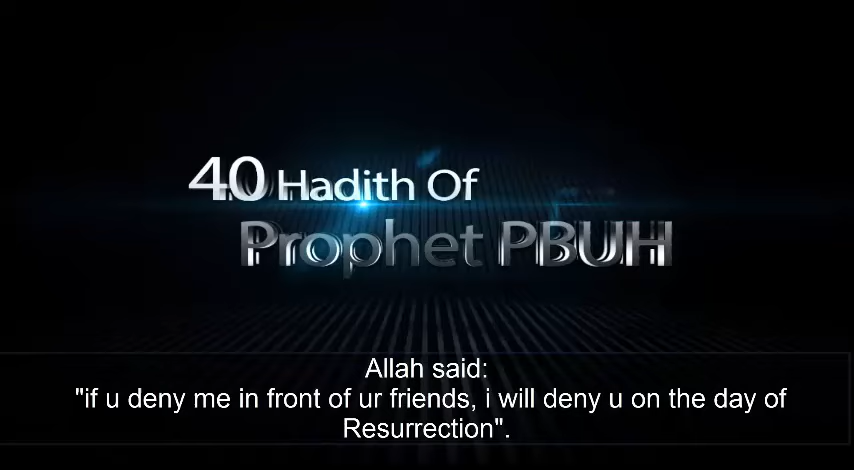 40 Hadith Of
Prophet PBUH
Allah said:
"if u deny me in front of ur friends, i will deny u on the day of
Resurrection".